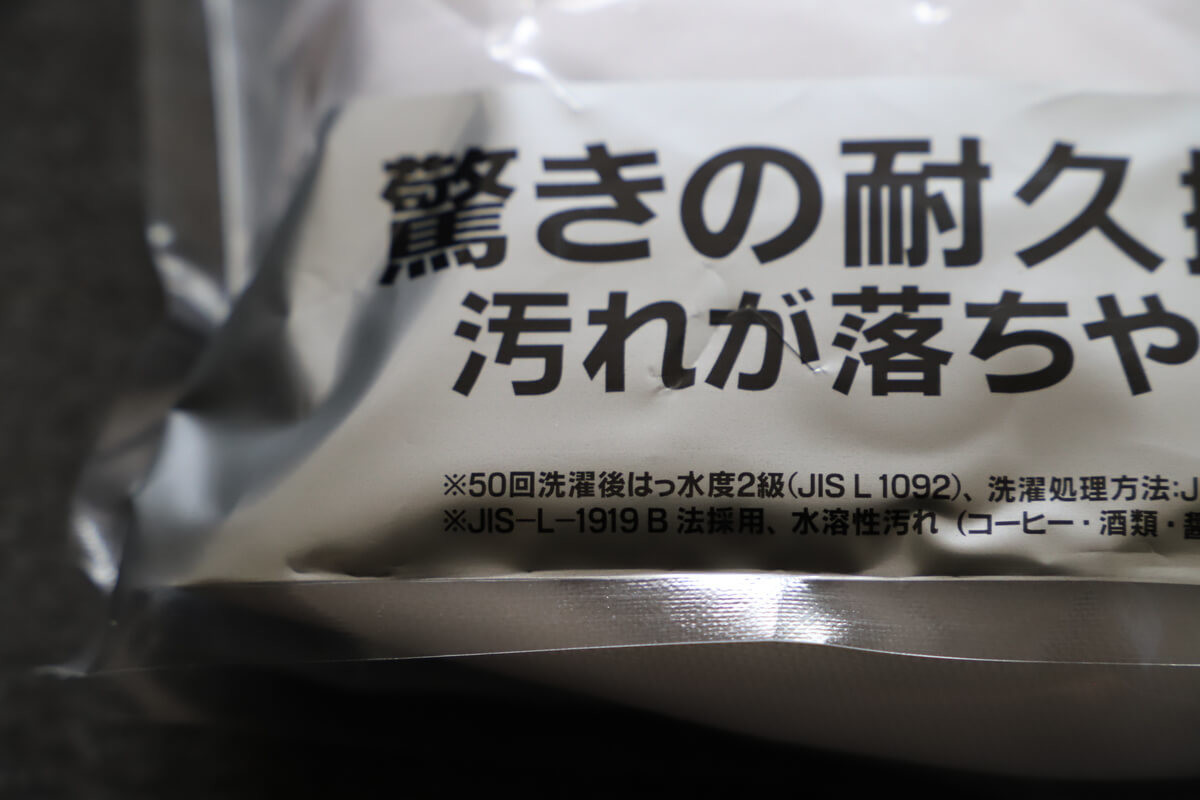 驚きの耐久
汚れが落ちや
※50回洗濯後はっ水度2級(JIS L 1092)、洗濯処理方法:J
※JIS-L-1919 B 法採用、水溶性汚れ (コーヒー・酒類・